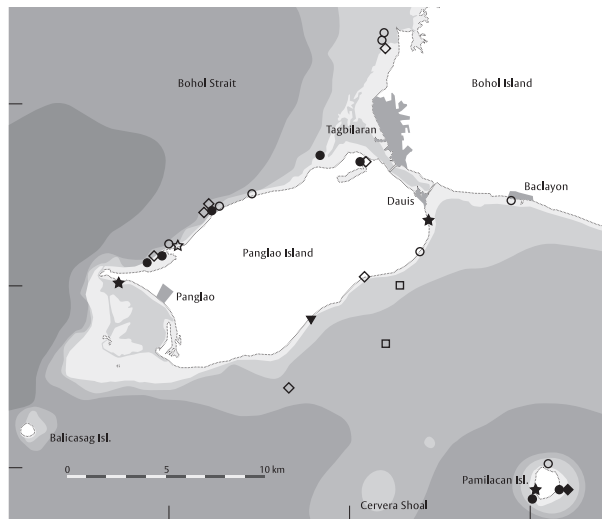 Bohol Strait
Bohol Island
Tagbilaran
Baclayon
Dauis
Panglao Island
Panglao
Balicasag Isl.
0 5 10 km
Pamilacan Isl.
Cervera Shoal